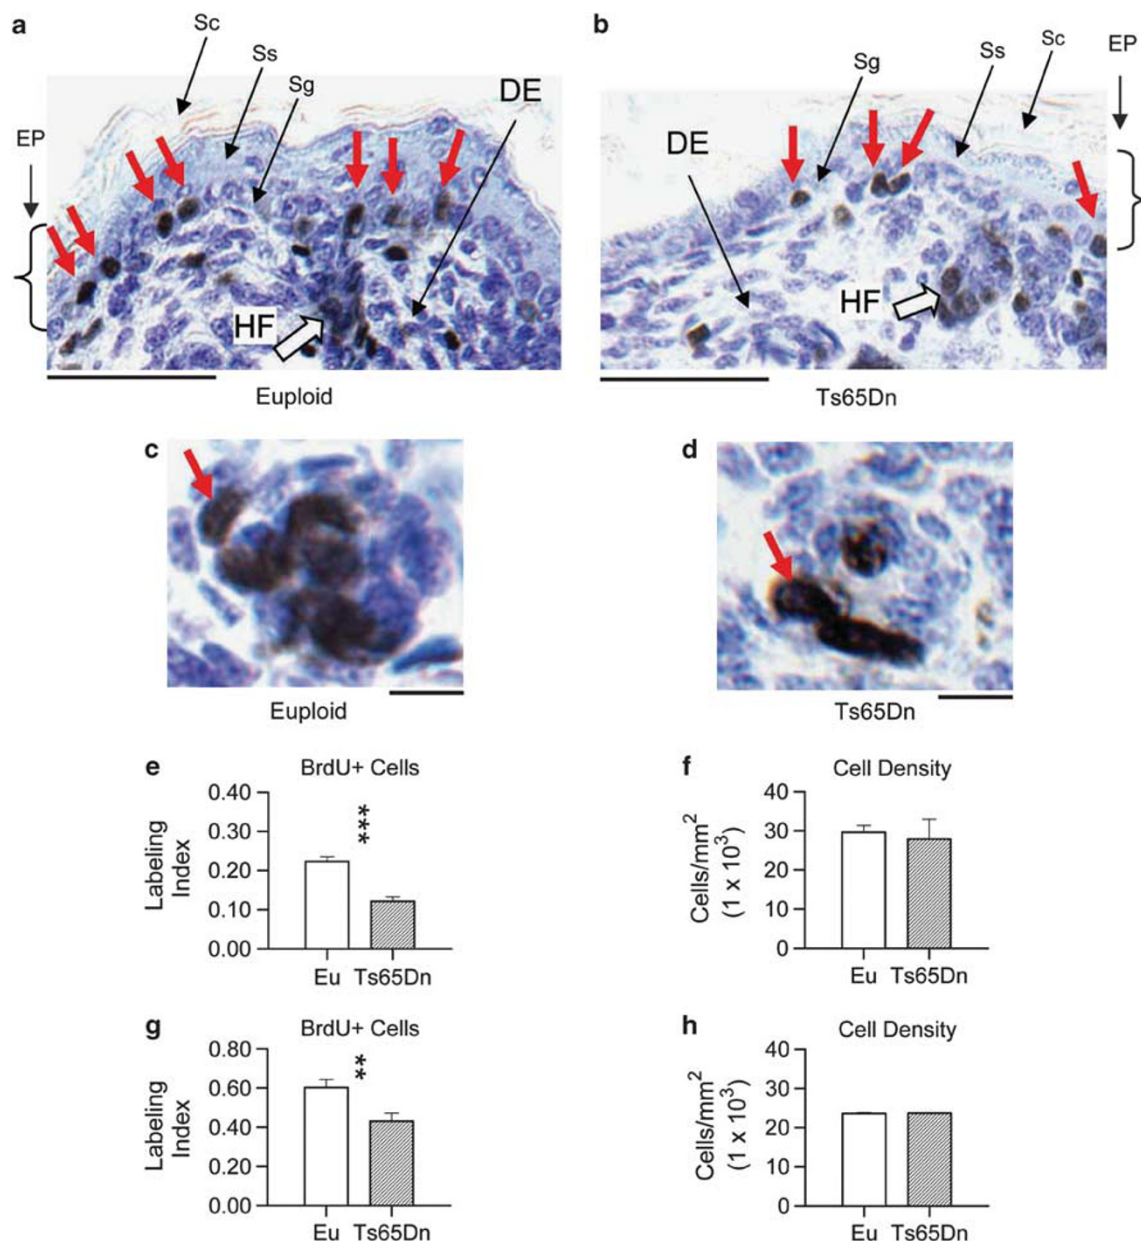 a
Sc
Ss
Sg
DE
EP
HF
Euploid
b
Sg
Ss
Sc
EP
DE
HF
Ts65Dn
c
Euploid
d
Ts65Dn
e
BrdU+ Cells
Labeling
Index
0.40
0.30
0.20
0.10
0.00
***
Eu Ts65Dn
f
Cell Density
Cells/mm²
(1 x 10³)
40
30
20
10
0
Eu Ts65Dn
g
BrdU+ Cells
Labeling
Index
0.80
0.60
0.40
0.20
0.00
**
Eu Ts65Dn
h
Cell Density
Cells/mm²
(1 x 10³)
40
30
20
10
0
Eu Ts65Dn